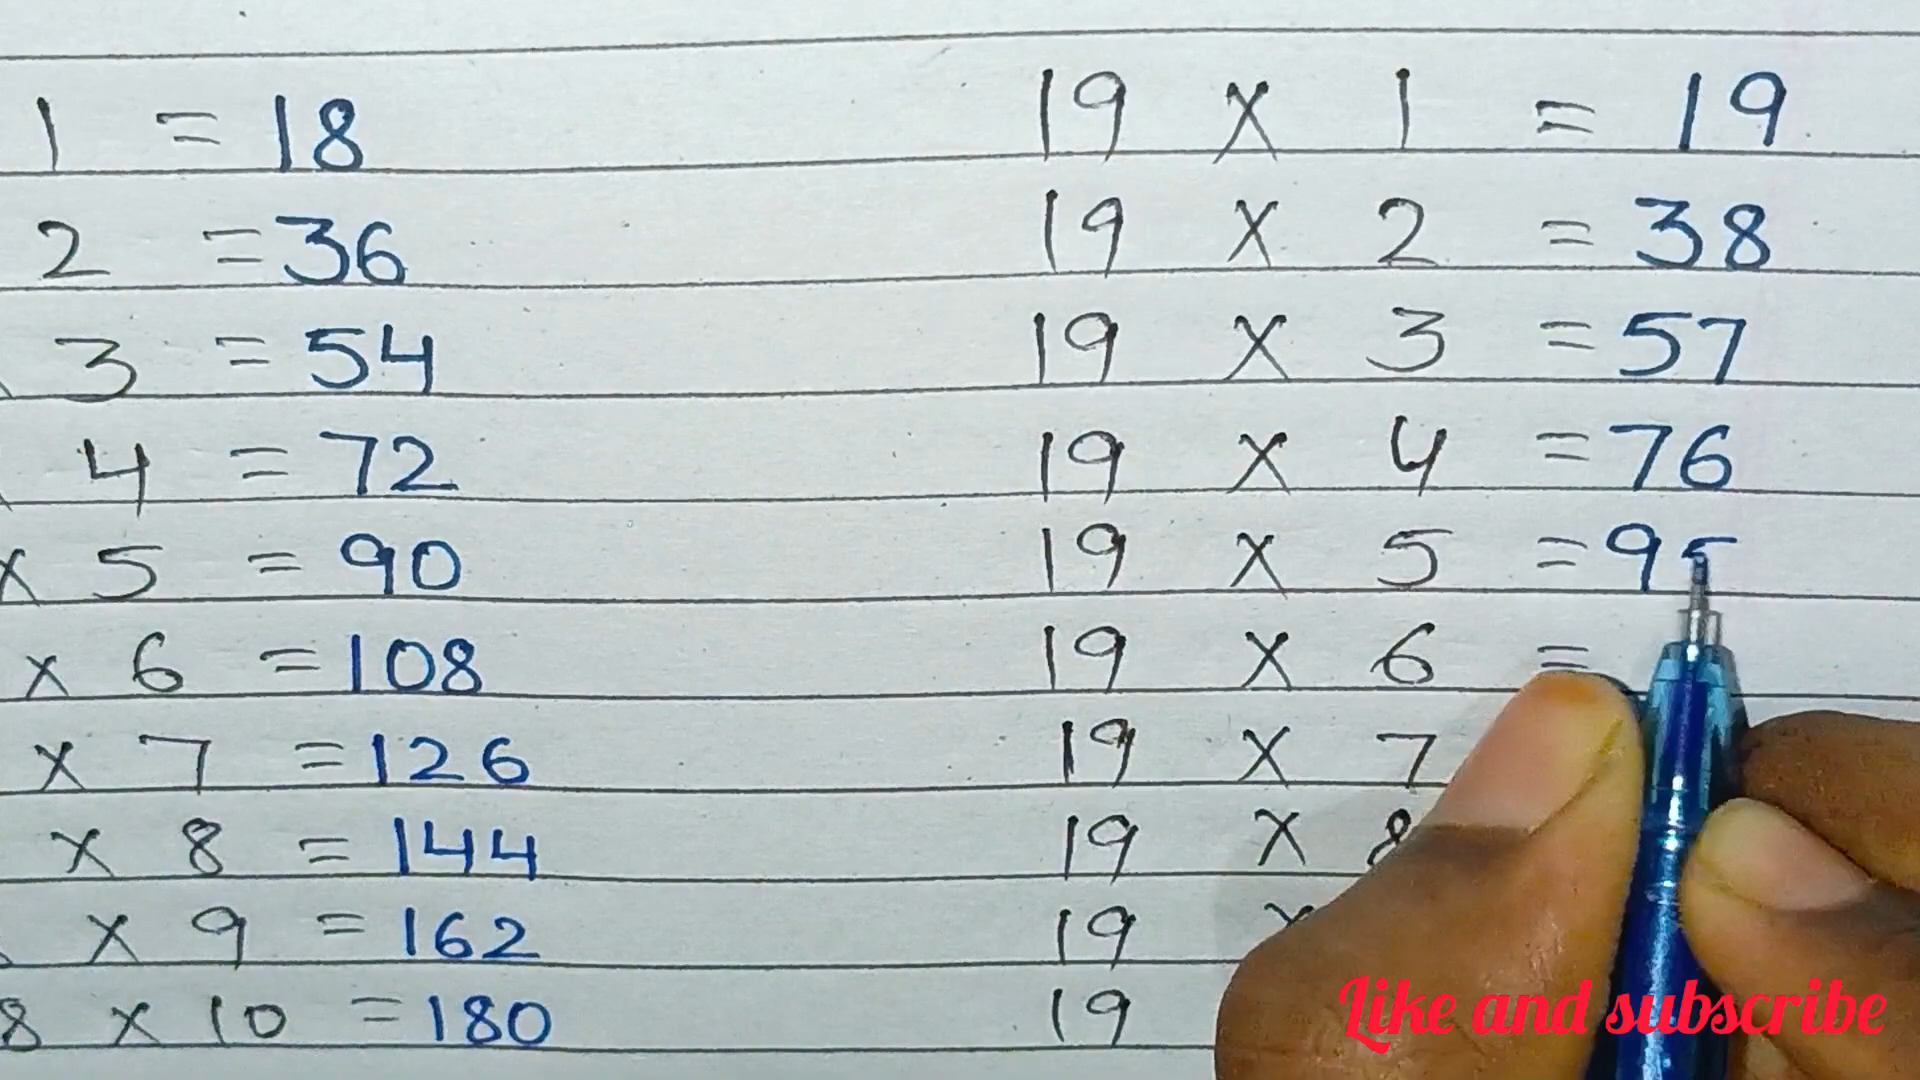 1 = 18
2 = 36
3 = 54
4 = 72
x 5 = 90
x 6 = 108
x 7 = 126
x 8 = 144
x 9 = 162
8 x 10 = 180
19 x 1 = 19
19 x 2 = 38
19 x 3 = 57
19 x 4 = 76
19 x 5 = 95
19 x 6 =
19 x 7
19 x 8
19 x
19
Like and subscribe